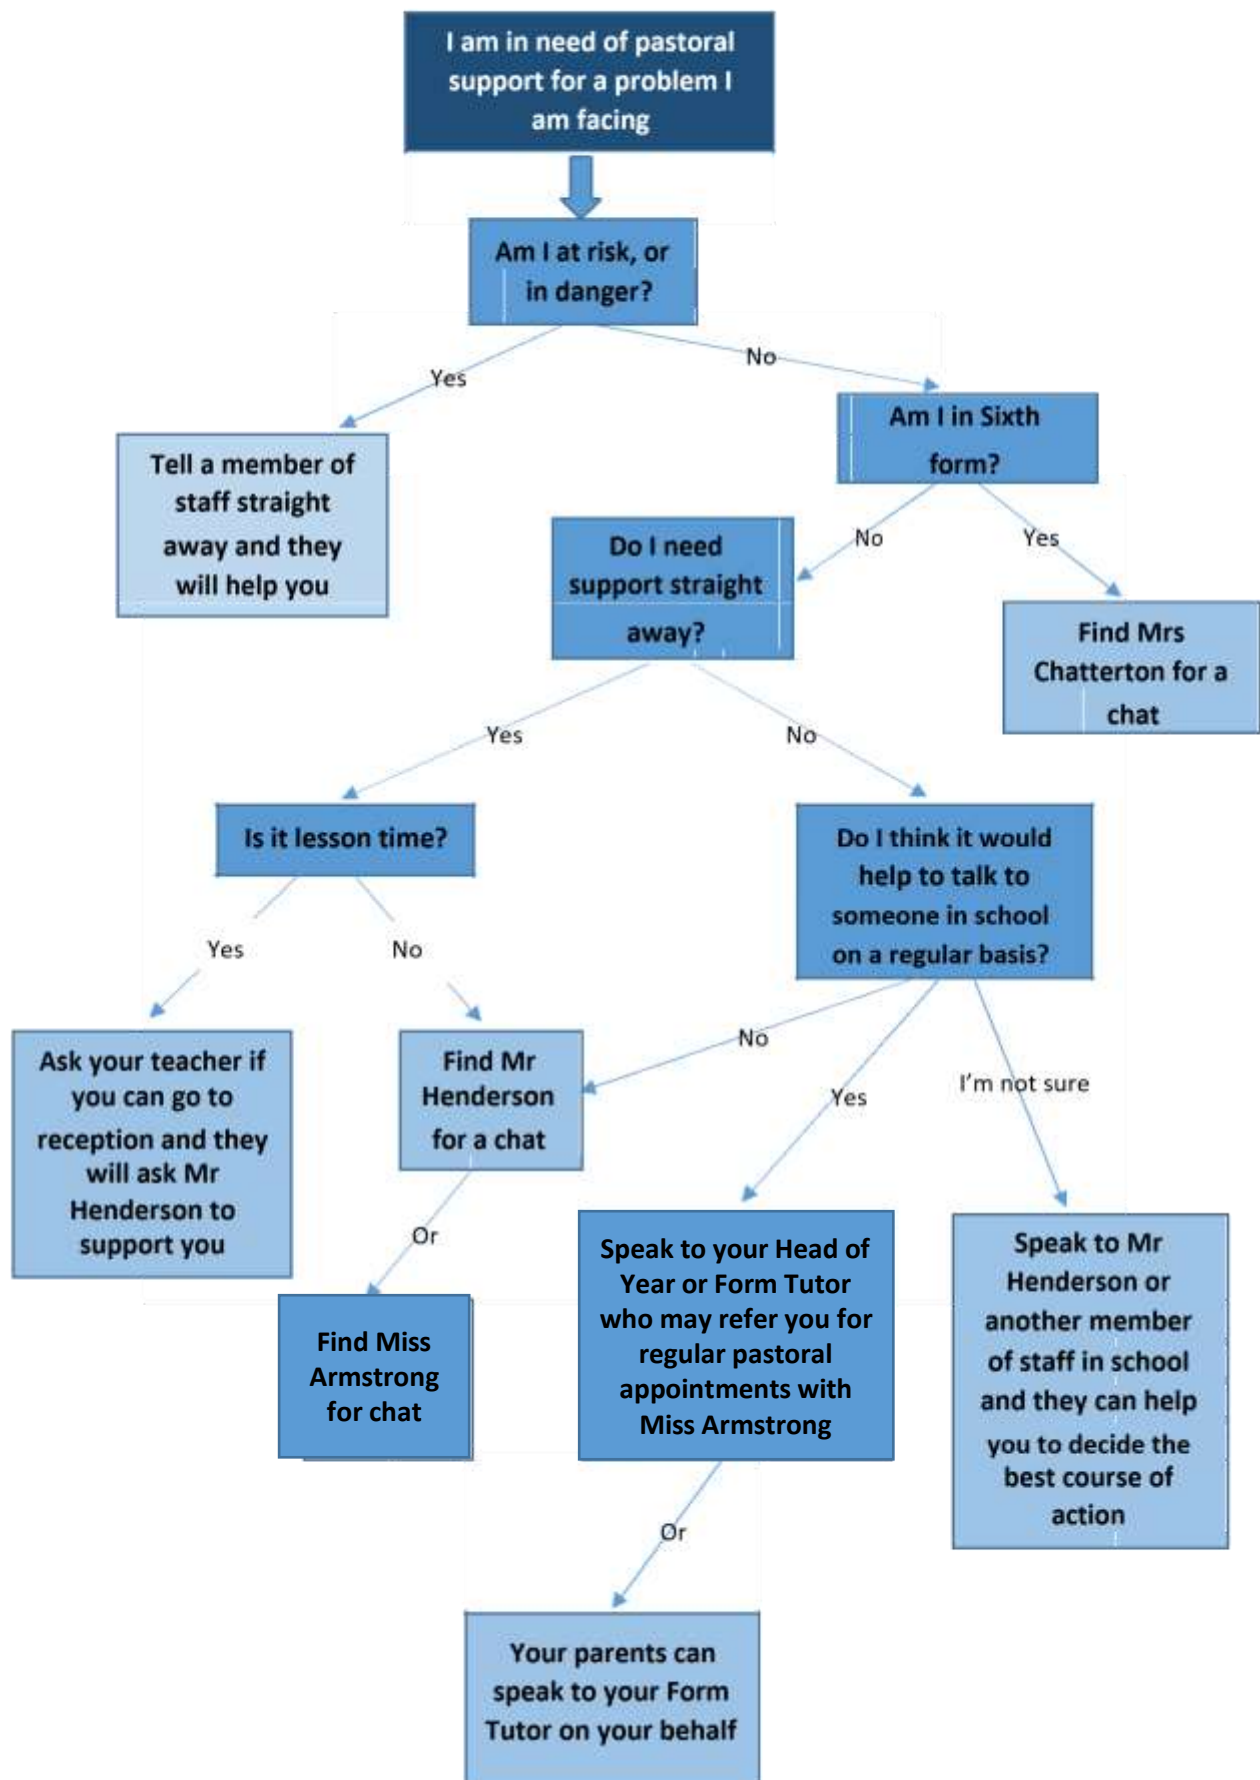 I am in need of pastoral
support for a problem I
am facing
Am I at risk, or
in danger?
Yes
No
Tell a member of
staff straight
away and they
will help you
Am I in Sixth
form?
No
Yes
Do I need
support straight
away?
Find Mrs
Chatterton for a
chat
Yes
No
Is it lesson time?
Do I think it would
help to talk to
someone in school
on a regular basis?
Yes
No
No
Yes
I'm not sure
Ask your teacher if
you can go to
reception and they
will ask Mr
Henderson to
support you
Find Mr
Henderson
for a chat
Or
Find Miss
Armstrong
for chat
Speak to your Head of
Year or Form Tutor
who may refer you for
regular pastoral
appointments with
Miss Armstrong
Speak to Mr
Henderson or
another member
of staff in school
and they can help
you to decide the
best course of
action
Or
Your parents can
speak to your Form
Tutor on your behalf